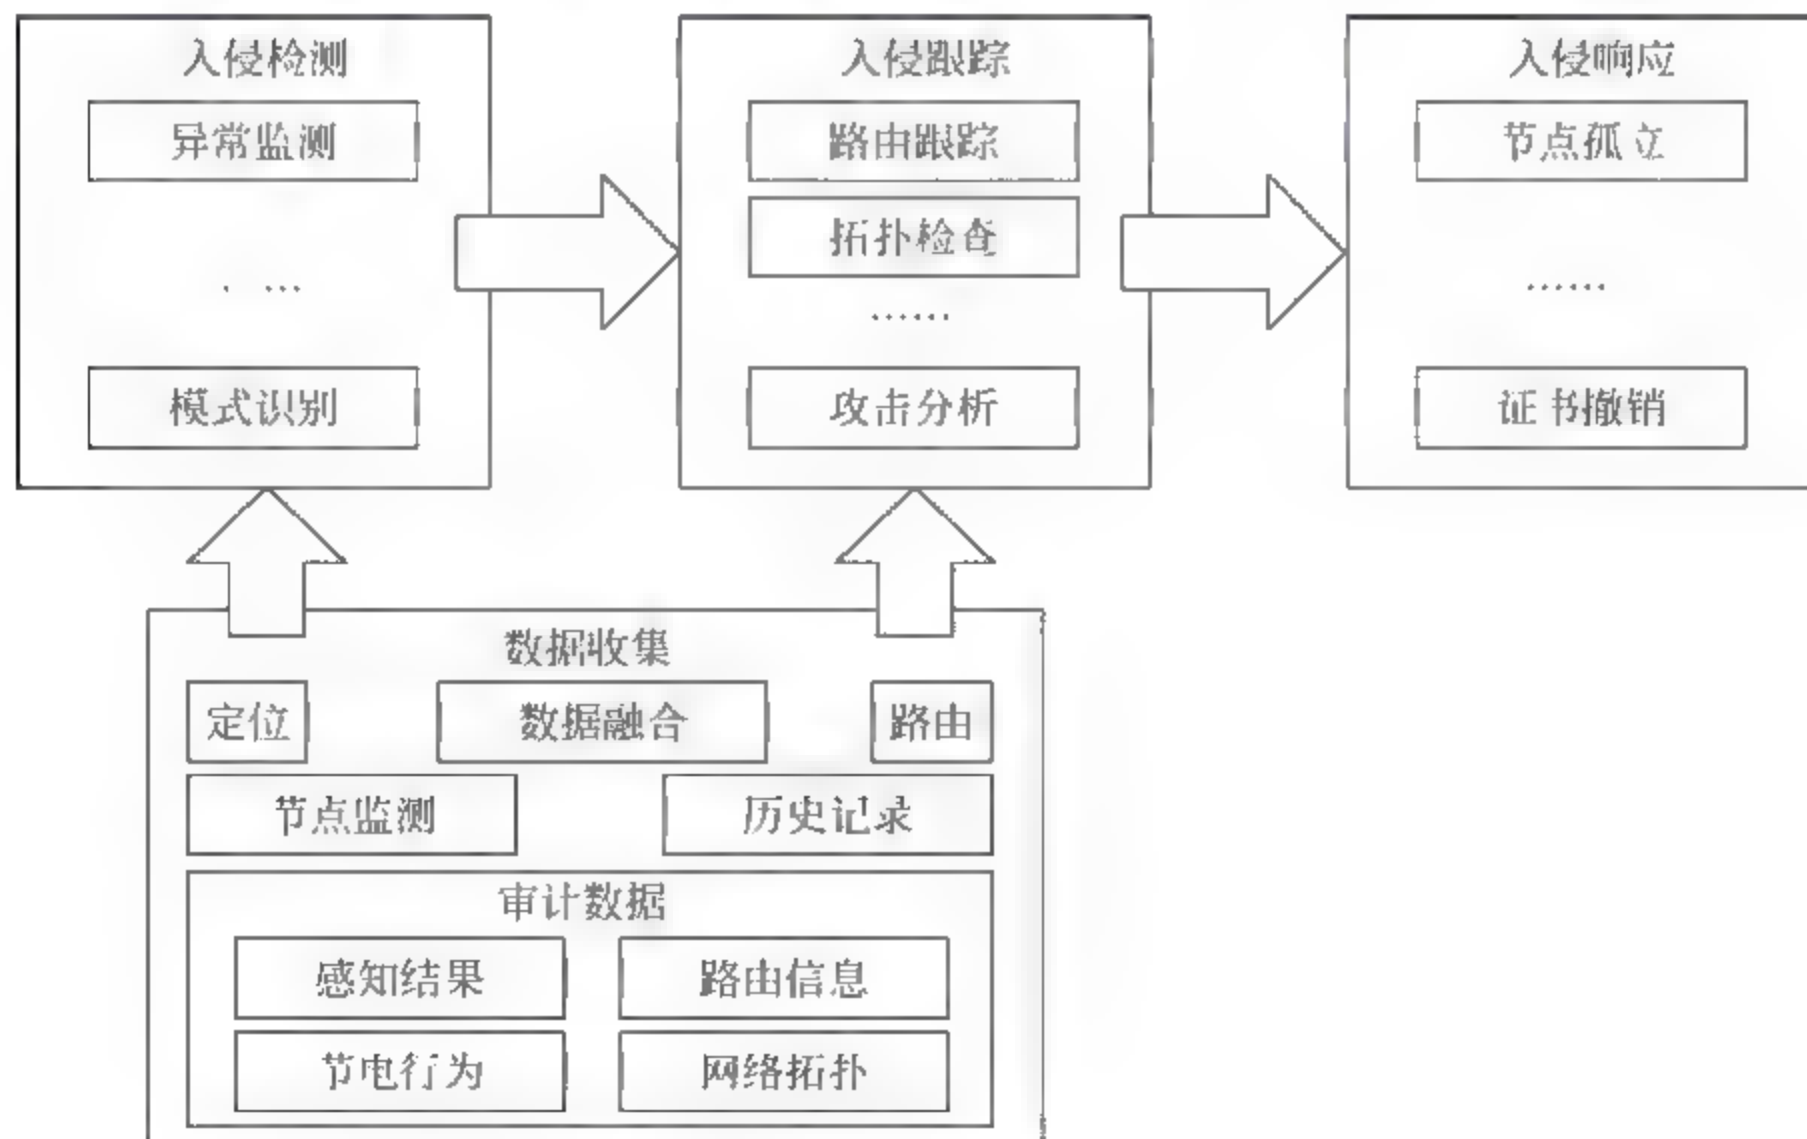 入侵检测
异常监测
……
模式识别
入侵跟踪
路由跟踪
拓扑检查
……
攻击分析
入侵响应
节点孤立
……
证书撤销
数据收集
定位
数据融合
路由
节点监测
历史记录
审计数据
感知结果
路由信息
节电行为
网络拓扑